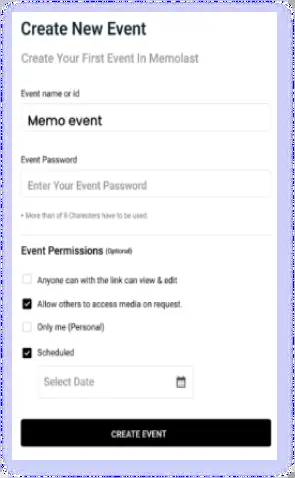 Create New Event
Create Your First Event In Memolast
Event name or id
Memo event
Event Password
Enter Your Event Password
* More than of 8 Charecters have to be used.
Event Permissions (Optional)
Anyone can with the link can view & edit
Allow others to access media on request.
Only me (Personal)
Scheduled
Select Date
CREATE EVENT